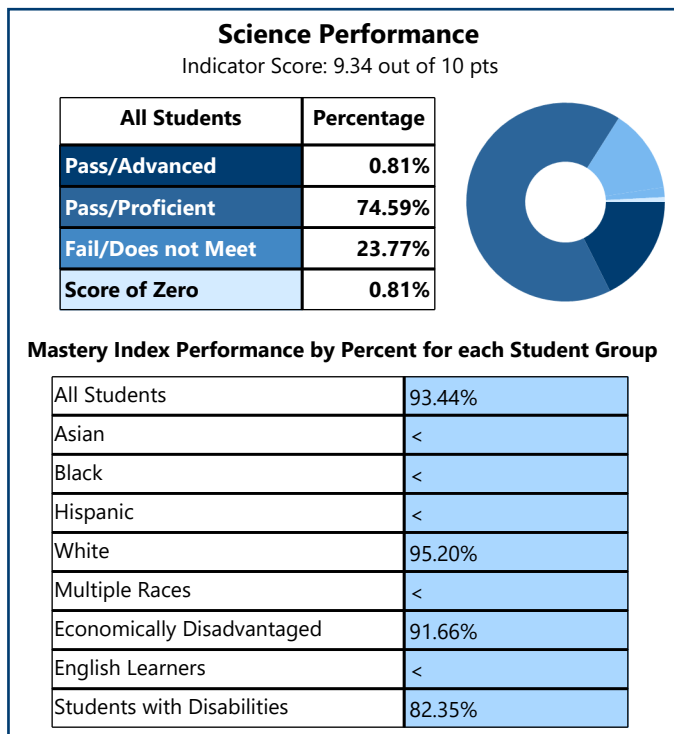 Science Performance
Indicator Score: 9.34 out of 10 pts
All Students Percentage
Pass/Advanced 0.81%
Pass/Proficient 74.59%
Fail/Does not Meet 23.77%
Score of Zero 0.81%
Mastery Index Performance by Percent for each Student Group
All Students 93.44%
Asian <
Black <
Hispanic <
White 95.20%
Multiple Races <
Economically Disadvantaged 91.66%
English Learners <
Students with Disabilities 82.35%